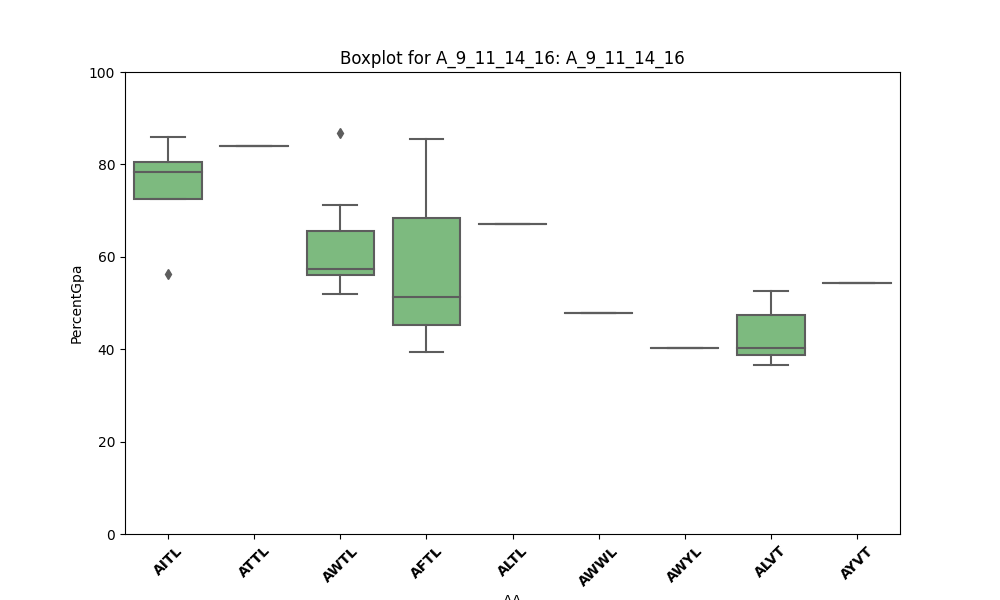 Boxplot for A_9_11_14_16: A_9_11_14_16
100
80
60
40
20
0
PercentGpa
AITL
ATTL
AWTL
AFTL
ALTL
AWWL
AWYL
ALVT
AYVT
AA